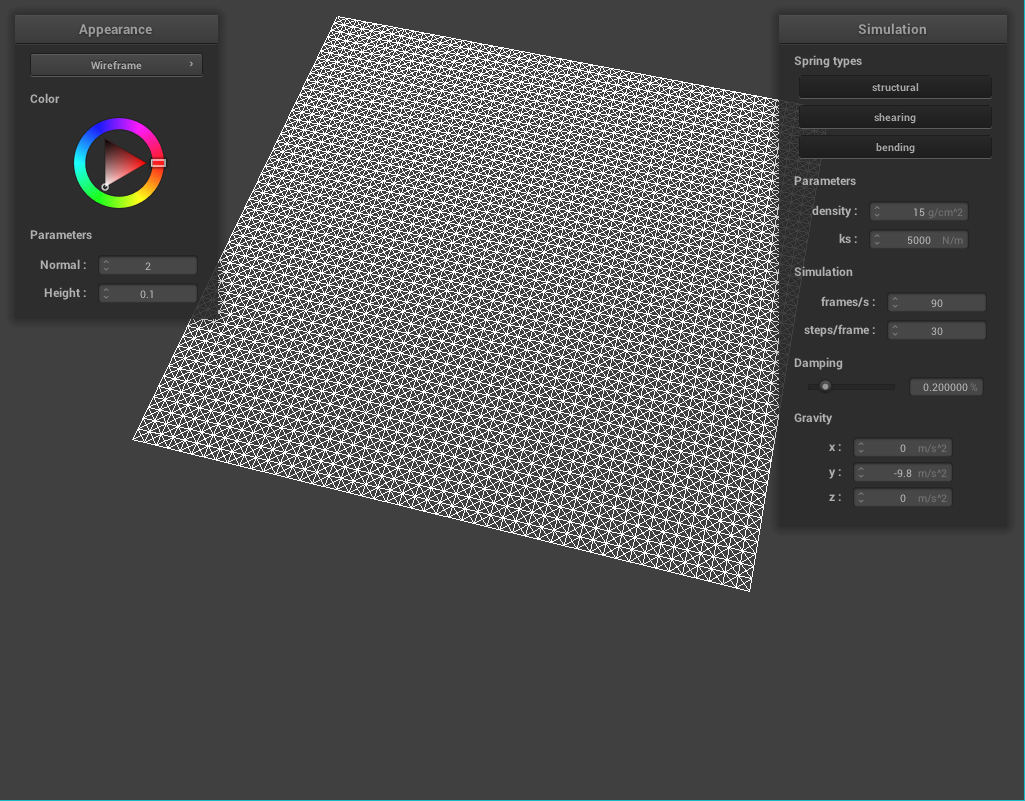 Appearance
Wireframe ›
Color
Parameters
Normal : 2
Height : 0.1
Simulation
Spring types
structural
shearing
bending
Parameters
density : 15 g/cm^2
ks : 5000 N/m
Simulation
frames/s : 90
steps/frame : 30
Damping
0.200000 %
Gravity
x : 0 m/s^2
y : -9.8 m/s^2
z : 0 m/s^2